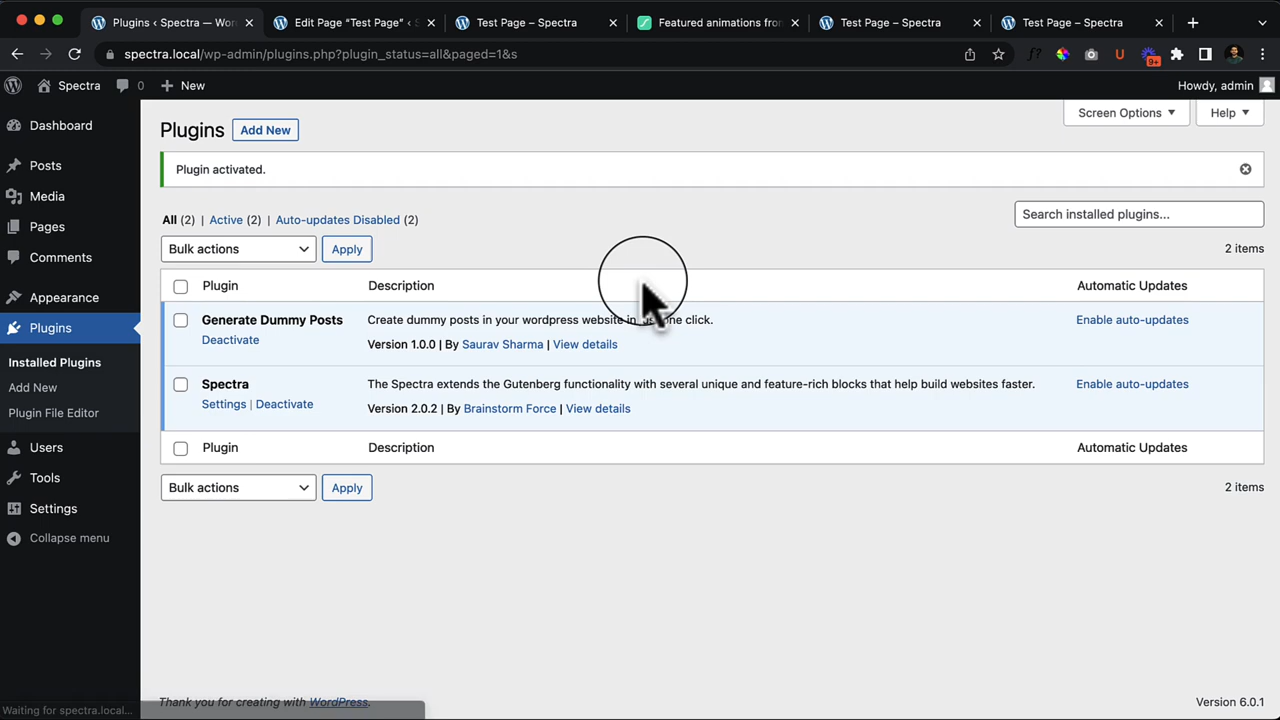 Plugins ‹ Spectra — Wor
Edit Page “Test Page” ‹ S
Test Page – Spectra
Featured animations from
Test Page – Spectra
Test Page – Spectra
spectra.local/wp-admin/plugins.php?plugin_status=all&paged=1&s
9+
Spectra
0
New
Howdy, admin
Dashboard
Posts
Media
Pages
Comments
Appearance
Plugins
Installed Plugins
Add New
Plugin File Editor
Users
Tools
Settings
Collapse menu
Screen Options
Help
Plugins Add New
Plugin activated.
All (2) | Active (2) | Auto-updates Disabled (2)
Search installed plugins...
Bulk actions Apply
2 items
Plugin Description Automatic Updates
Generate Dummy Posts Create dummy posts in your wordpress website in one click. Enable auto-updates
Deactivate Version 1.0.0 | By Saurav Sharma | View details
Spectra The Spectra extends the Gutenberg functionality with several unique and feature-rich blocks that help build websites faster. Enable auto-updates
Settings | Deactivate Version 2.0.2 | By Brainstorm Force | View details
Plugin Description Automatic Updates
Bulk actions Apply
2 items
Thank you for creating with WordPress.
Version 6.0.1
Waiting for spectra.local...